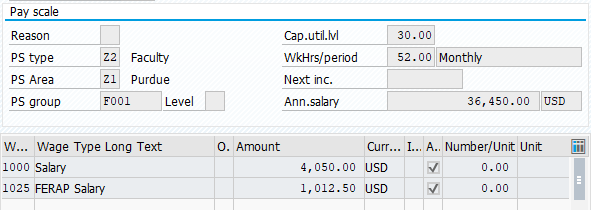 Pay scale
Reason Cap.util.lvl 30.00
PS type Z2 Faculty WkHrs/period 52.00 Monthly
PS Area Z1 Purdue Next inc.
PS group F001 Level Ann.salary 36,450.00 USD
W... Wage Type Long Text O. Amount Curr... I... A.. Number/Unit Unit
1000 Salary 4,050.00 USD 0.00
1025 FERAP Salary 1,012.50 USD 0.00